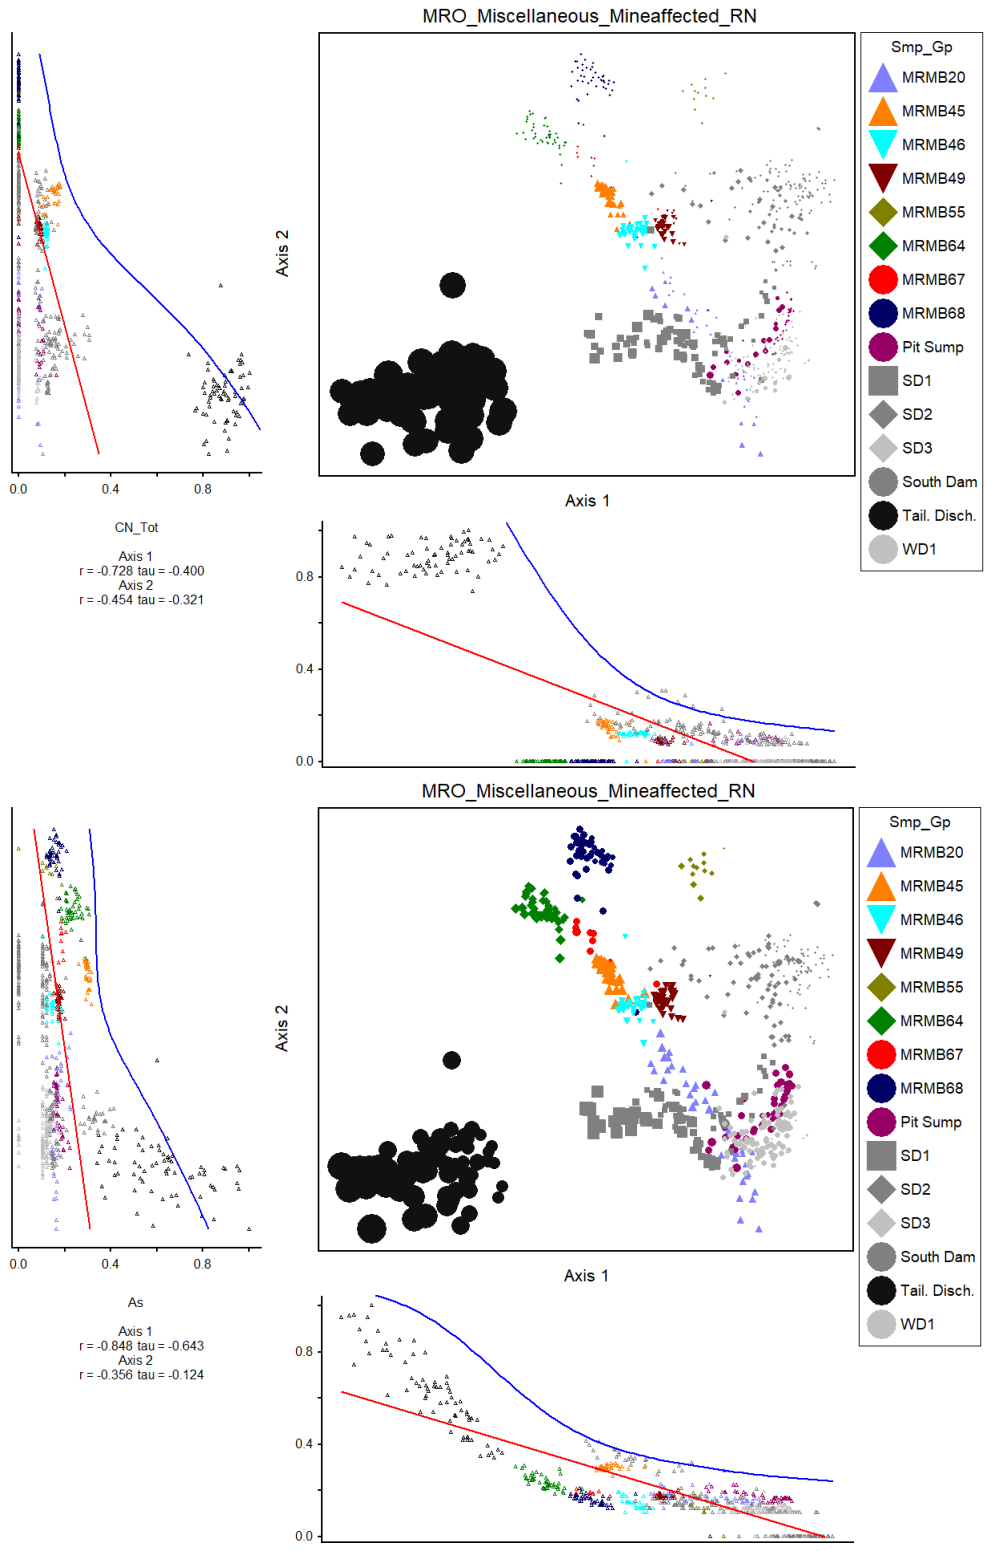 MRO_Miscellaneous_Mineaffected_RN
Axis 2
Smp_Gp
MRMB20
MRMB45
MRMB46
MRMB49
MRMB55
MRMB64
MRMB67
MRMB68
Pit Sump
SD1
SD2
SD3
South Dam
Tail. Disch.
WD1
0.0 0.4 0.8
Axis 1
CN_Tot
Axis 1
r = -0.728 tau = -0.400
Axis 2
r = -0.454 tau = -0.321
0.8
0.4
0.0
MRO_Miscellaneous_Mineaffected_RN
Axis 2
Smp_Gp
MRMB20
MRMB45
MRMB46
MRMB49
MRMB55
MRMB64
MRMB67
MRMB68
Pit Sump
SD1
SD2
SD3
South Dam
Tail. Disch.
WD1
0.0 0.4 0.8
Axis 1
As
Axis 1
r = -0.848 tau = -0.643
Axis 2
r = -0.356 tau = -0.124
0.8
0.4
0.0